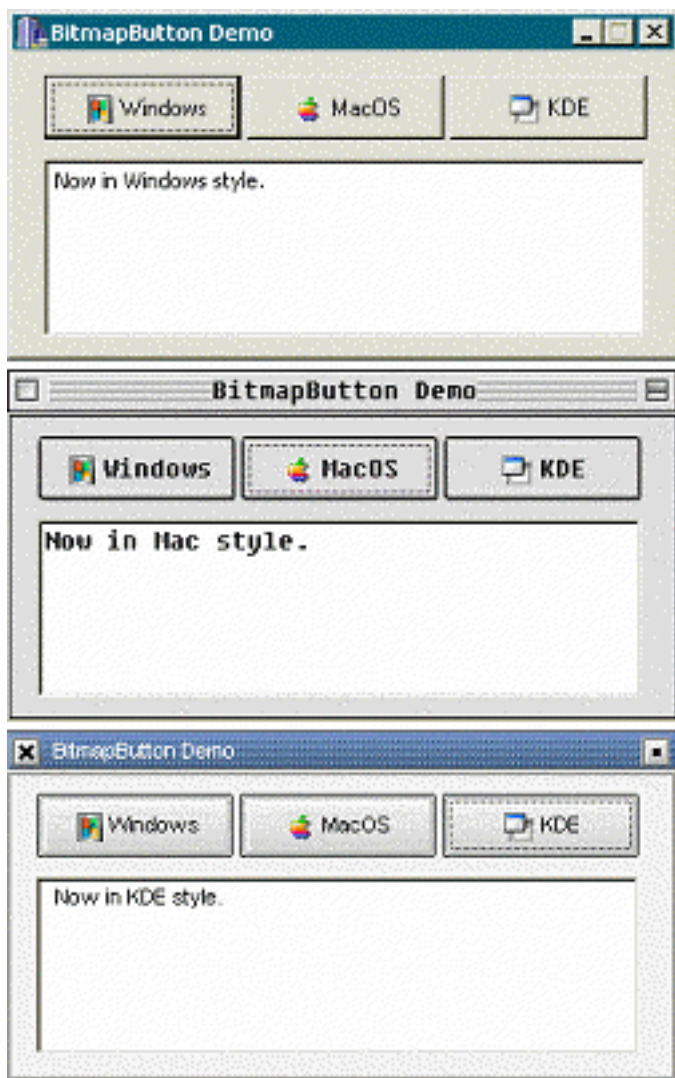 BitmapButton Demo
Windows MacOS KDE
Now in Windows style.
BitmapButton Demo
Windows MacOS KDE
Now in Mac style.
BitmapButton Demo
Windows MacOS KDE
Now in KDE style.